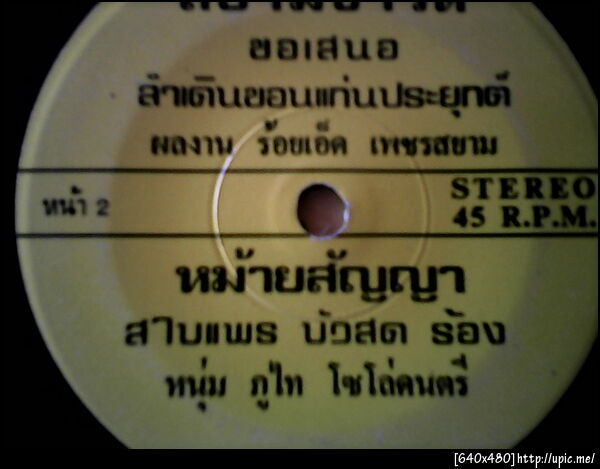 ขอเสนอ
ลำเดินขอนแก่นประยุกต์
ผลงาน ร้อยเอ็ด เพชรสยาม
หน้า 2
STEREO
45 R.P.M.
หม้ายสัญญา
สาบแพร บัวสด ร้อง
หนุ่ม ภูไท โซโล่ดนตรี
[640x480]http://upic.me/